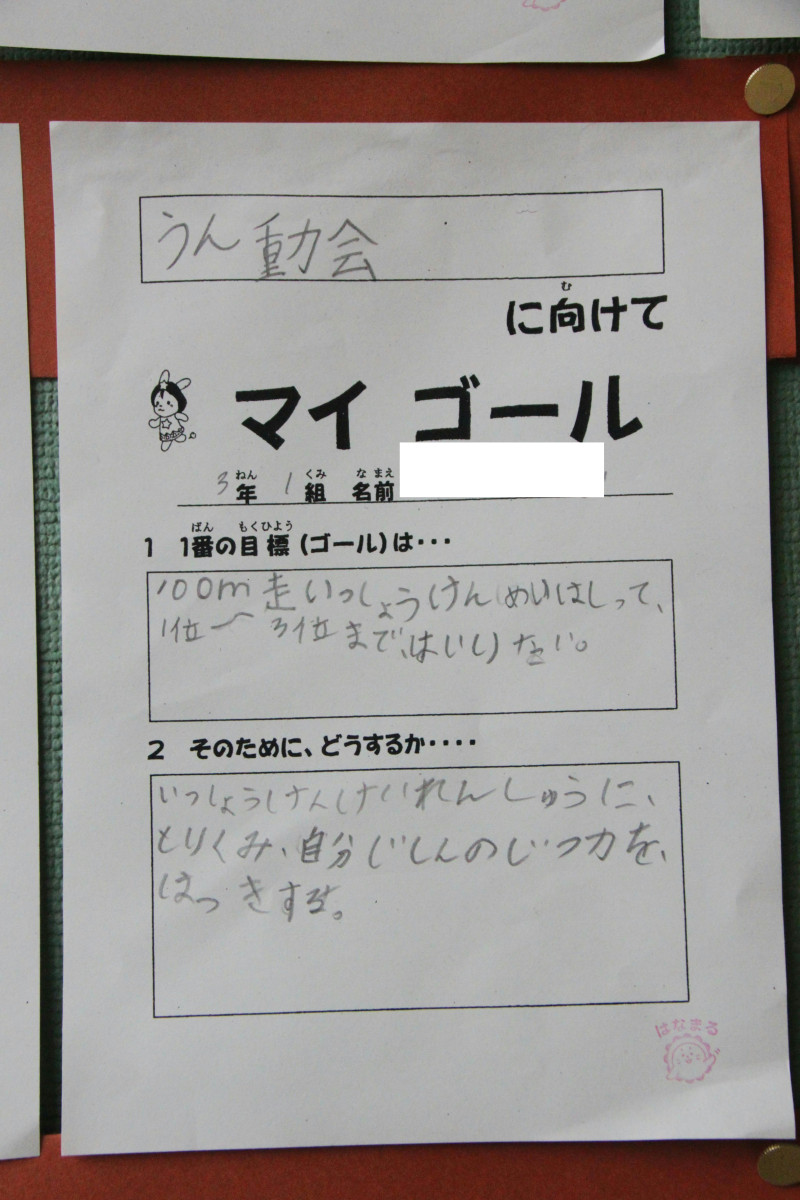 うん動会
に向けて
マイ ゴール
3年 1組 名前
1 1番の目標(ゴール)は・・・
100m走いっしょうけんめいはしって、
1位〜3位まで、はいりたい。
2 そのために、どうするか・・・・
いっしょうけんけいれんしゅうに、
とりくみ、自分じしんのじつ力を、
はっきする。
はなまる